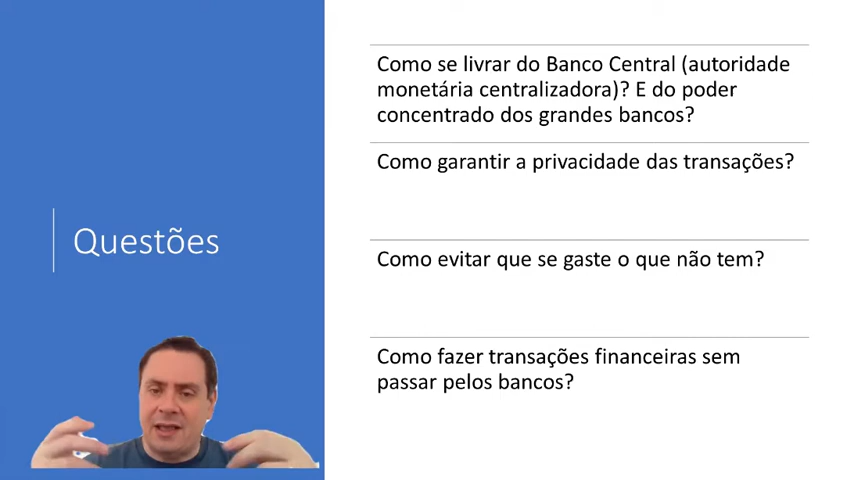 Questões
Como se livrar do Banco Central (autoridade
monetária centralizadora)? E do poder
concentrado dos grandes bancos?
Como garantir a privacidade das transações?
Como evitar que se gaste o que não tem?
Como fazer transações financeiras sem
passar pelos bancos?